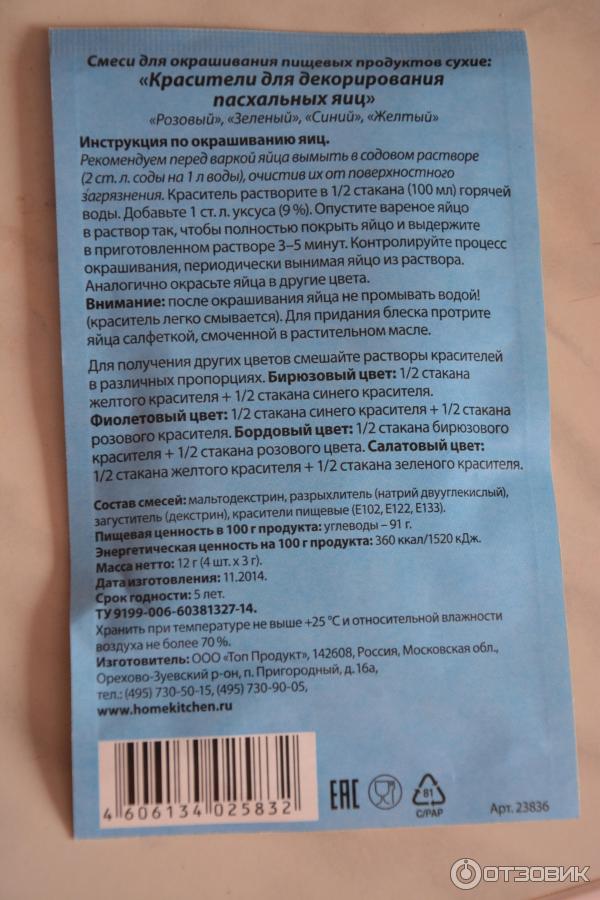 Смеси для окрашивания пищевых продуктов сухие:
«Красители для декорирования
пасхальных яиц»
«Розовый», «Зеленый», «Синий», «Желтый»
Инструкция по окрашиванию яиц.
Рекомендуем перед варкой яйца вымыть в содовом растворе
(2 ст. л. соды на 1 л воды), очистив их от поверхностного
загрязнения. Краситель растворите в 1/2 стакана (100 мл) горячей
воды. Добавьте 1 ст. л. уксуса (9 %). Опустите вареное яйцо
в раствор так, чтобы полностью покрыть яйцо и выдержите
в приготовленном растворе 3–5 минут. Контролируйте процесс
окрашивания, периодически вынимая яйцо из раствора.
Аналогично окрасьте яйца в другие цвета.
Внимание: после окрашивания яйца не промывать водой!
(краситель легко смывается). Для придания блеска протрите
яйца салфеткой, смоченной в растительном масле.
Для получения других цветов смешайте растворы красителей
в различных пропорциях. Бирюзовый цвет: 1/2 стакана
желтого красителя + 1/2 стакана синего красителя.
Фиолетовый цвет: 1/2 стакана синего красителя + 1/2 стакана
розового красителя. Бордовый цвет: 1/2 стакана бирюзового
красителя + 1/2 стакана розового цвета. Салатовый цвет:
1/2 стакана желтого красителя + 1/2 стакана зеленого красителя.
Состав смесей: мальтодекстрин, разрыхлитель (натрий двууглекислый),
загуститель (декстрин), красители пищевые (Е102, Е122, Е133).
Пищевая ценность в 100 г продукта: углеводы – 91 г.
Энергетическая ценность на 100 г продукта: 360 ккал/1520 кДж.
Масса нетто: 12 г (4 шт. х 3 г).
Дата изготовления: 11.2014.
Срок годности: 5 лет.
ТУ 9199-006-60381327-14.
Хранить при температуре не выше +25 °С и относительной влажности
воздуха не более 70 %.
Изготовитель: ООО «Топ Продукт», 142608, Россия, Московская обл.,
Орехово-Зуевский р-он, п. Пригородный, д. 16а,
тел.: (495) 730-50-15, (495) 730-90-05,
www.homekitchen.ru
4 606134 025832
ЕАС
81
C/PAP
Арт. 23836
ОТЗОВИК